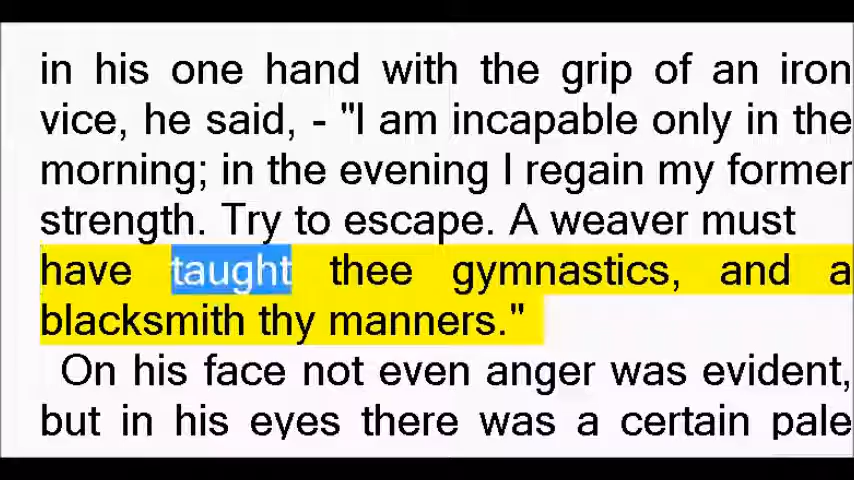 in his one hand with the grip of an iron
vice, he said, - "I am incapable only in the
morning; in the evening I regain my former
strength. Try to escape. A weaver must
have taught thee gymnastics, and a
blacksmith thy manners."
On his face not even anger was evident,
but in his eyes there was a certain pale